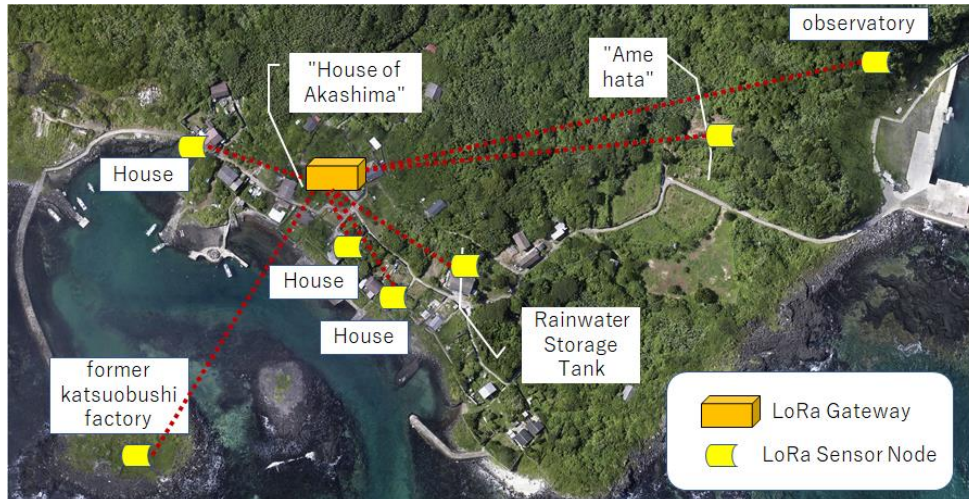 observatory
"House of
Akashima"
"Ame
hata"
House
House
House
Rainwater
Storage
Tank
former
katsuobushi
factory
LoRa Gateway
LoRa Sensor Node